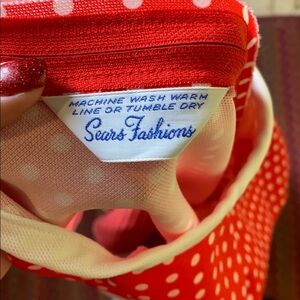 MACHINE WASH WARM
LINE OR TUMBLE DRY
Sears Fashions